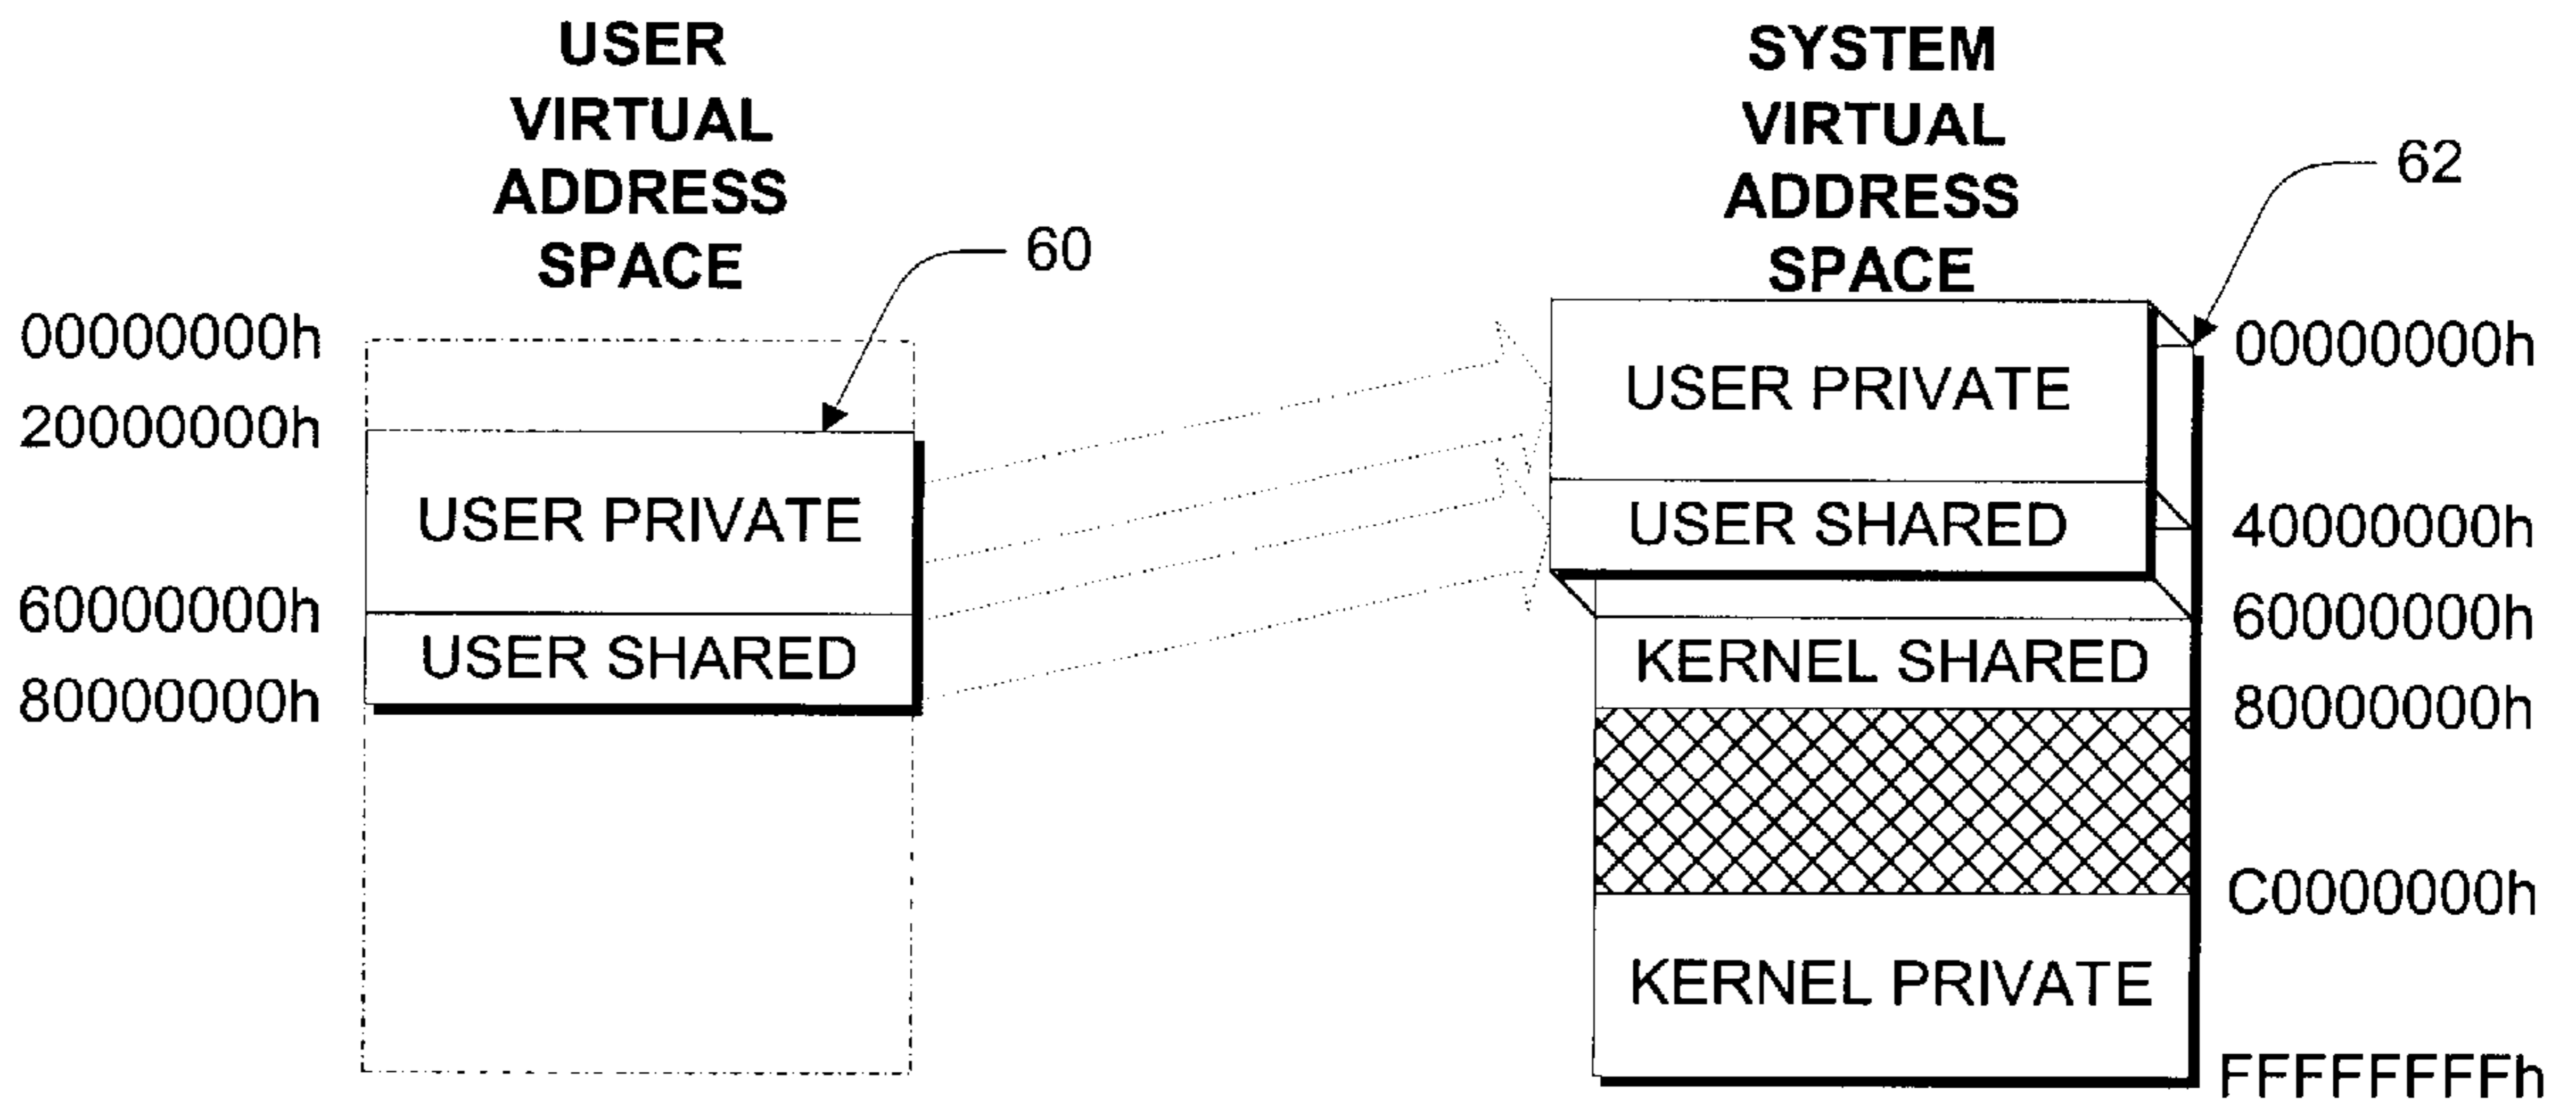 USER
VIRTUAL
ADDRESS
SPACE
60
00000000h
20000000h
60000000h
80000000h
USER PRIVATE
USER SHARED
SYSTEM
VIRTUAL
ADDRESS
SPACE
62
USER PRIVATE
USER SHARED
KERNEL SHARED
KERNEL PRIVATE
00000000h
40000000h
60000000h
80000000h
C0000000h
FFFFFFFFh